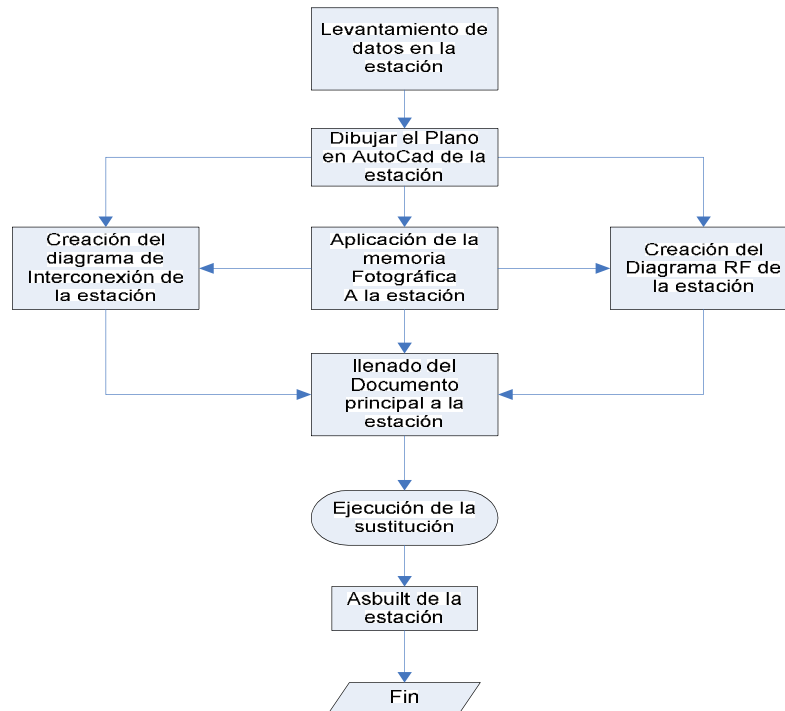 Levantamiento de
datos en la
estación
Dibujar el Plano
en AutoCad de la
estación
Creación del
diagrama de
Interconexión de
la estación
Aplicación de la
memoria
Fotográfica
A la estación
Creación del
Diagrama RF de
la estación
llenado del
Documento
principal a la
estación
Ejecución de la
sustitución
Asbuilt de la
estación
Fin